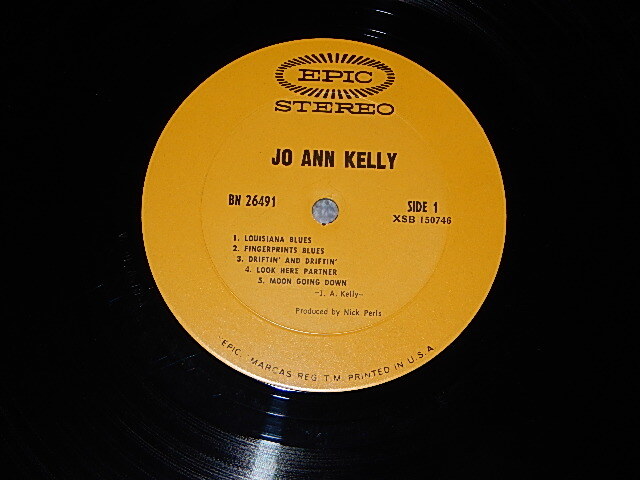 EPIC
STEREO
JO ANN KELLY
BN 26491
SIDE 1
XSB 150746
1. LOUISIANA BLUES
2. FINGERPRINTS BLUES
3. DRIFTIN' AND DRIFTIN'
4. LOOK HERE PARTNER
5. MOON GOING DOWN
-J. A. Kelly-
Produced by Nick Perls
EPIC, "MARCAS REG. T.M. PRINTED IN U.S.A.